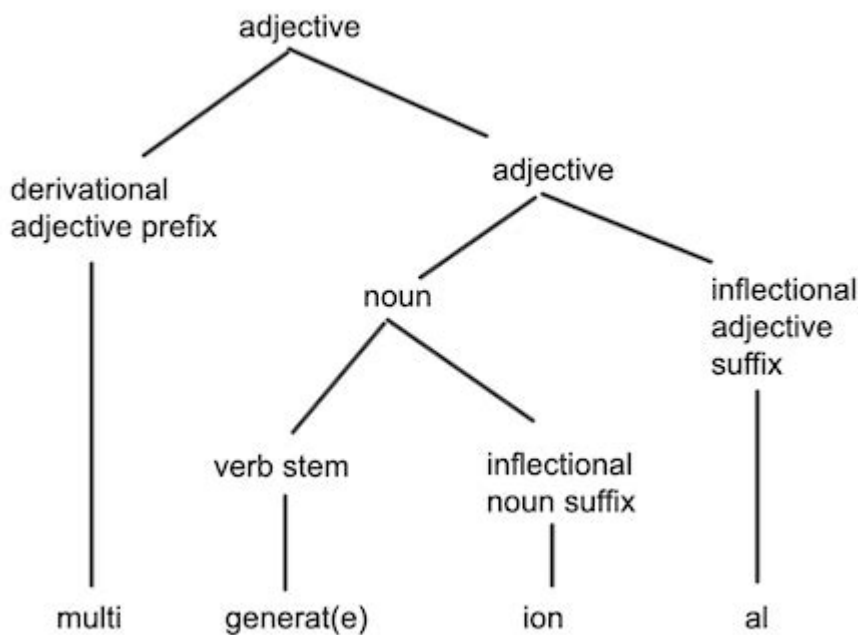 adjective
derivational
adjective prefix
adjective
noun
inflectional
adjective
suffix
verb stem
inflectional
noun suffix
multi
generat(e)
ion
al